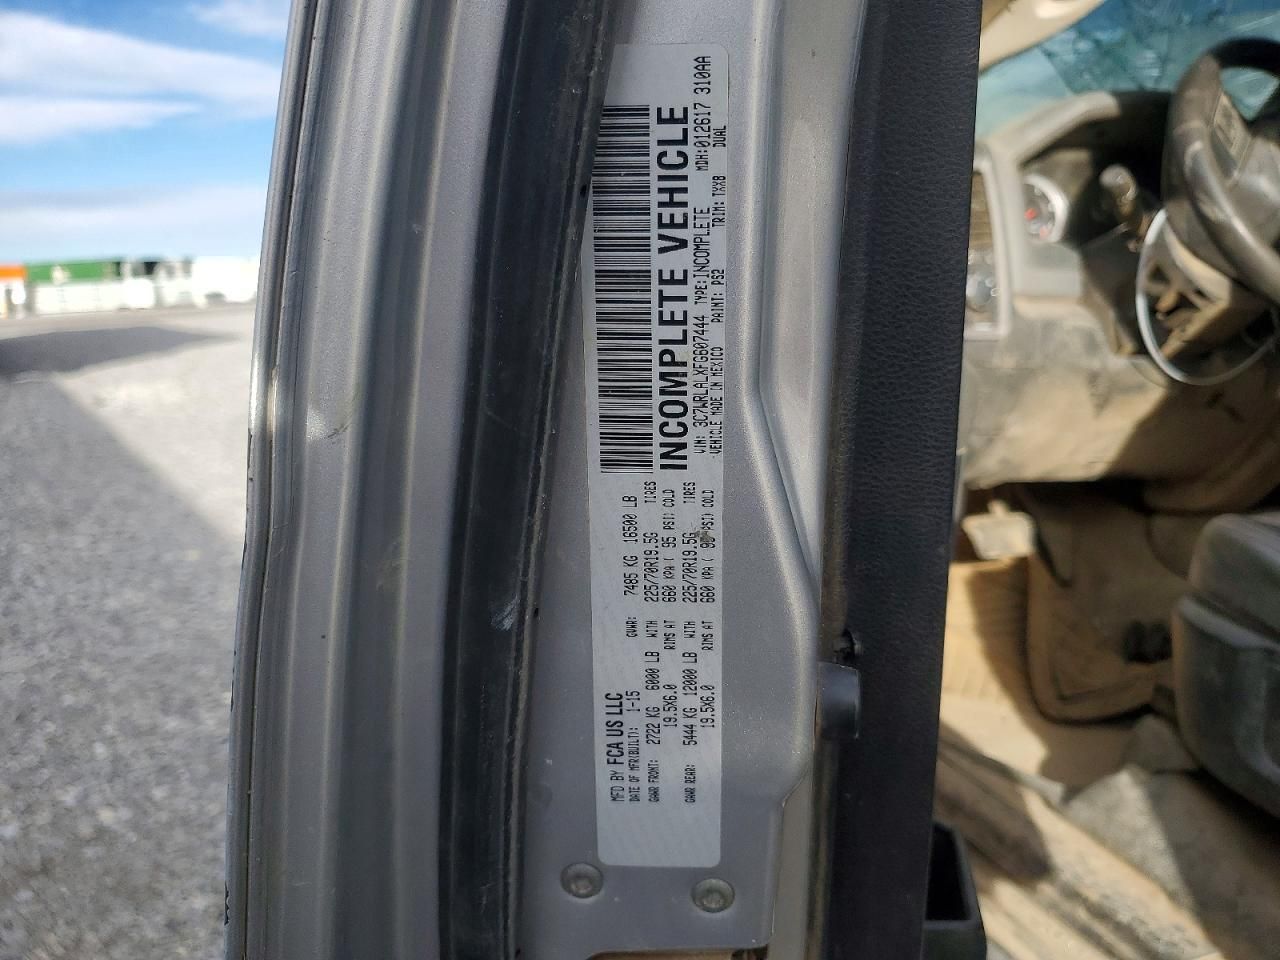 MFD BY FCA US LLC
DATE OF MFR(BUILT): 1-15 GVWR: 7485 KG 16500 LB
GAWR FRONT: 2722 KG 6000 LB WITH 225/70R19.5G TIRES
19.5X6.0 RIMS AT 660 KPA ( 95 PSI) COLD
GAWR REAR: 5444 KG 12000 LB WITH 225/70R19.5G TIRES
19.5X6.0 RIMS AT 660 KPA ( 95 PSI) COLD
INCOMPLETE VEHICLE
VIN: 3C7WRLALXFG607444 TYPE:INCOMPLETE MDH:012617 310AA
VEHICLE MADE IN MEXICO PAINT: PS2 TRIM: TXX8 DUAL